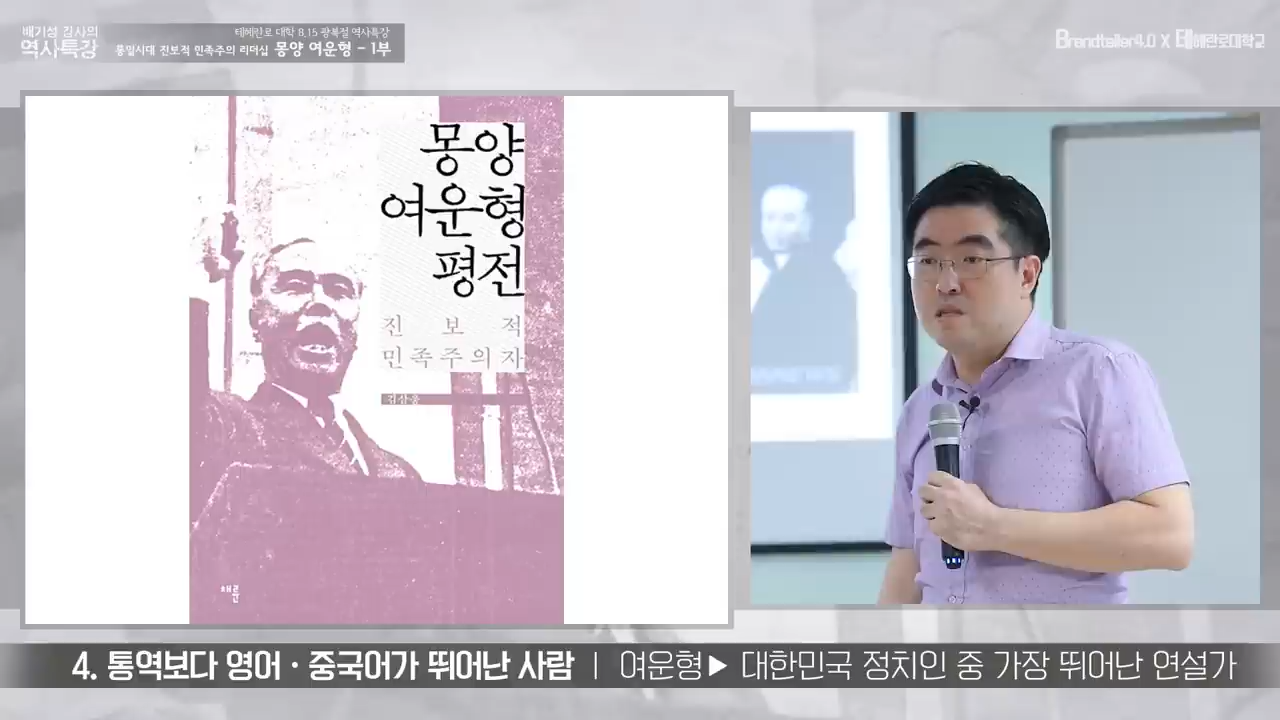 배기성 강사의
역사특강
테헤란로 대학 8.15 광복절 역사특강
통일시대 진보적 민족주의 리더십 몽양 여운형 - 1부
Brandteller4.0 X 테헤란로대학교
몽양
여운형
평전
진보적
민족주의자
김삼웅
채륜
4. 통역보다 영어·중국어가 뛰어난 사람 | 여운형▶ 대한민국 정치인 중 가장 뛰어난 연설가